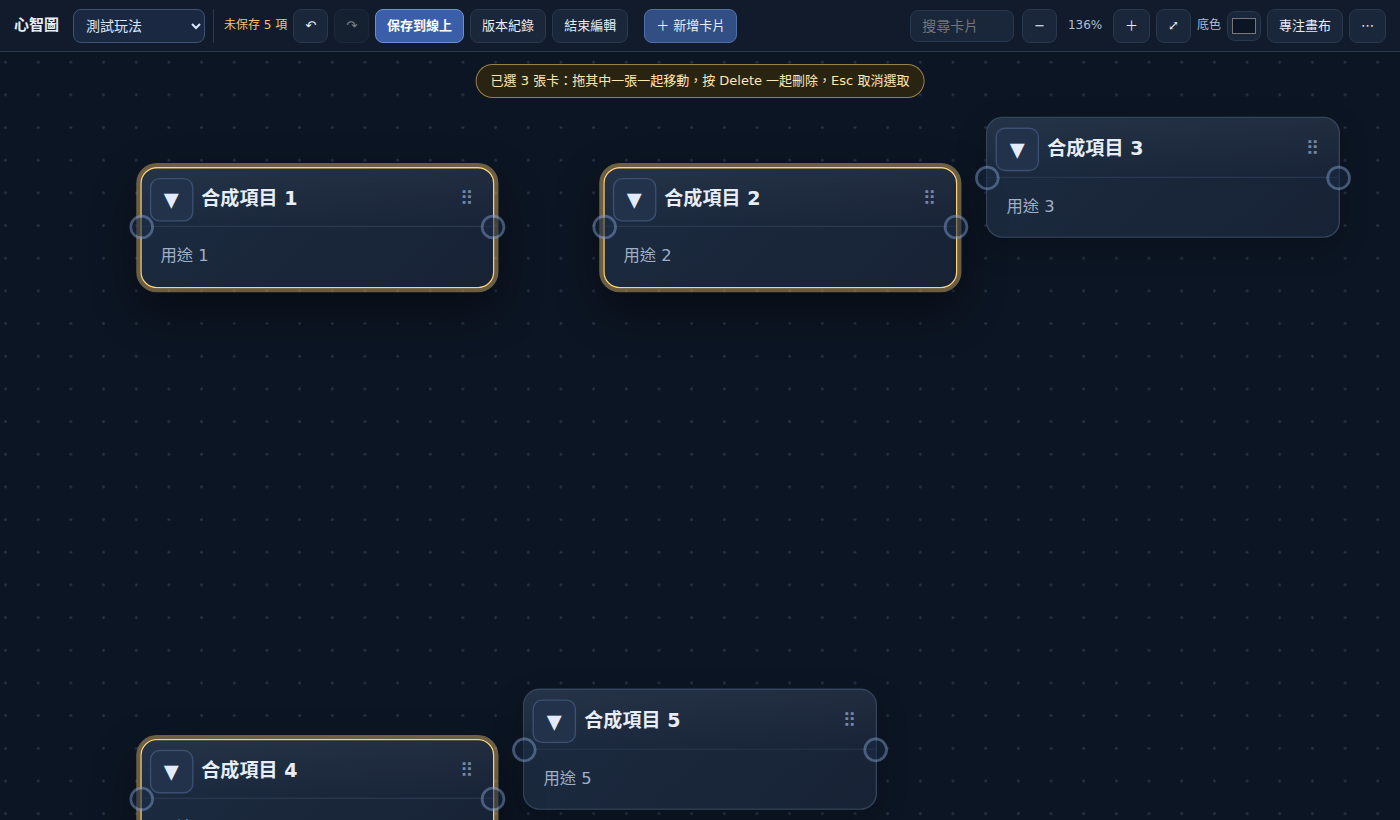 心智圖 測試玩法 未保存 5 項 ↶ ↷ 保存到線上 版本紀錄 結束編輯 ＋ 新增卡片 搜尋卡片 − 136% ＋ ⤢ 底色 專注畫布 ⋯
已選 3 張卡：拖其中一張一起移動，按 Delete 一起刪除，Esc 取消選取
▼ 合成項目 1 ⠿
用途 1
▼ 合成項目 2 ⠿
用途 2
▼ 合成項目 3 ⠿
用途 3
▼ 合成項目 4 ⠿
▼ 合成項目 5 ⠿
用途 5